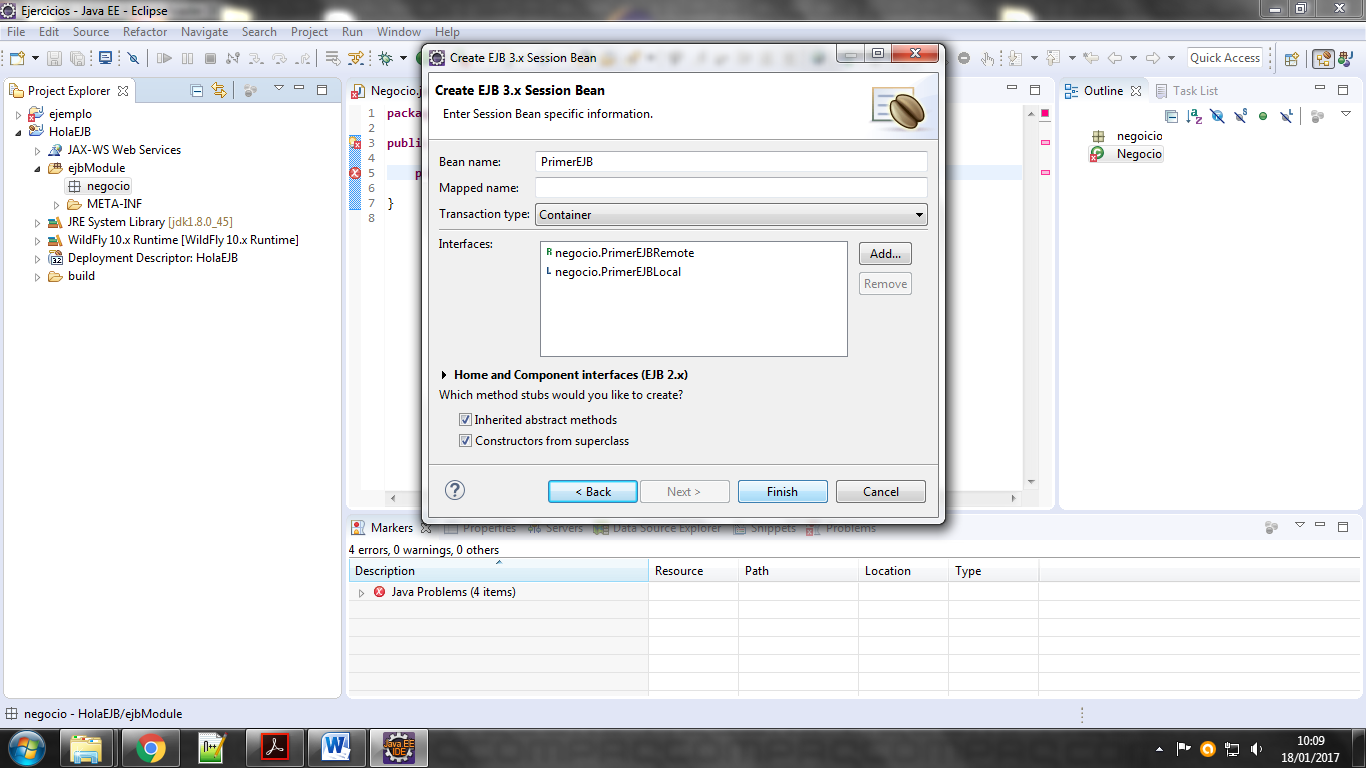 Ejercicios - Java EE - Eclipse
File Edit Source Refactor Navigate Search Project Run Window Help
Quick Access
Project Explorer
ejemplo
HolaEJB
JAX-WS Web Services
ejbModule
negocio
META-INF
JRE System Library [jdk1.8.0_45]
WildFly 10.x Runtime [WildFly 10.x Runtime]
Deployment Descriptor: HolaEJB
build
Negocio.j
1 packa
2
3 publi
4
5 p
6
7 }
8
Create EJB 3.x Session Bean
Create EJB 3.x Session Bean
Enter Session Bean specific information.
Bean name: PrimerEJB
Mapped name:
Transaction type: Container
Interfaces:
R negocio.PrimerEJBRemote
L negocio.PrimerEJBLocal
Add...
Remove
Home and Component interfaces (EJB 2.x)
Which method stubs would you like to create?
Inherited abstract methods
Constructors from superclass
? < Back Next > Finish Cancel
Outline Task List
negoicio
Negocio
Markers Properties Servers Data Source Explorer Snippets Problems
4 errors, 0 warnings, 0 others
Description Resource Path Location Type
Java Problems (4 items)
negocio - HolaEJB/ejbModule
N++
W
Java EE
IDE
10:09
18/01/2017